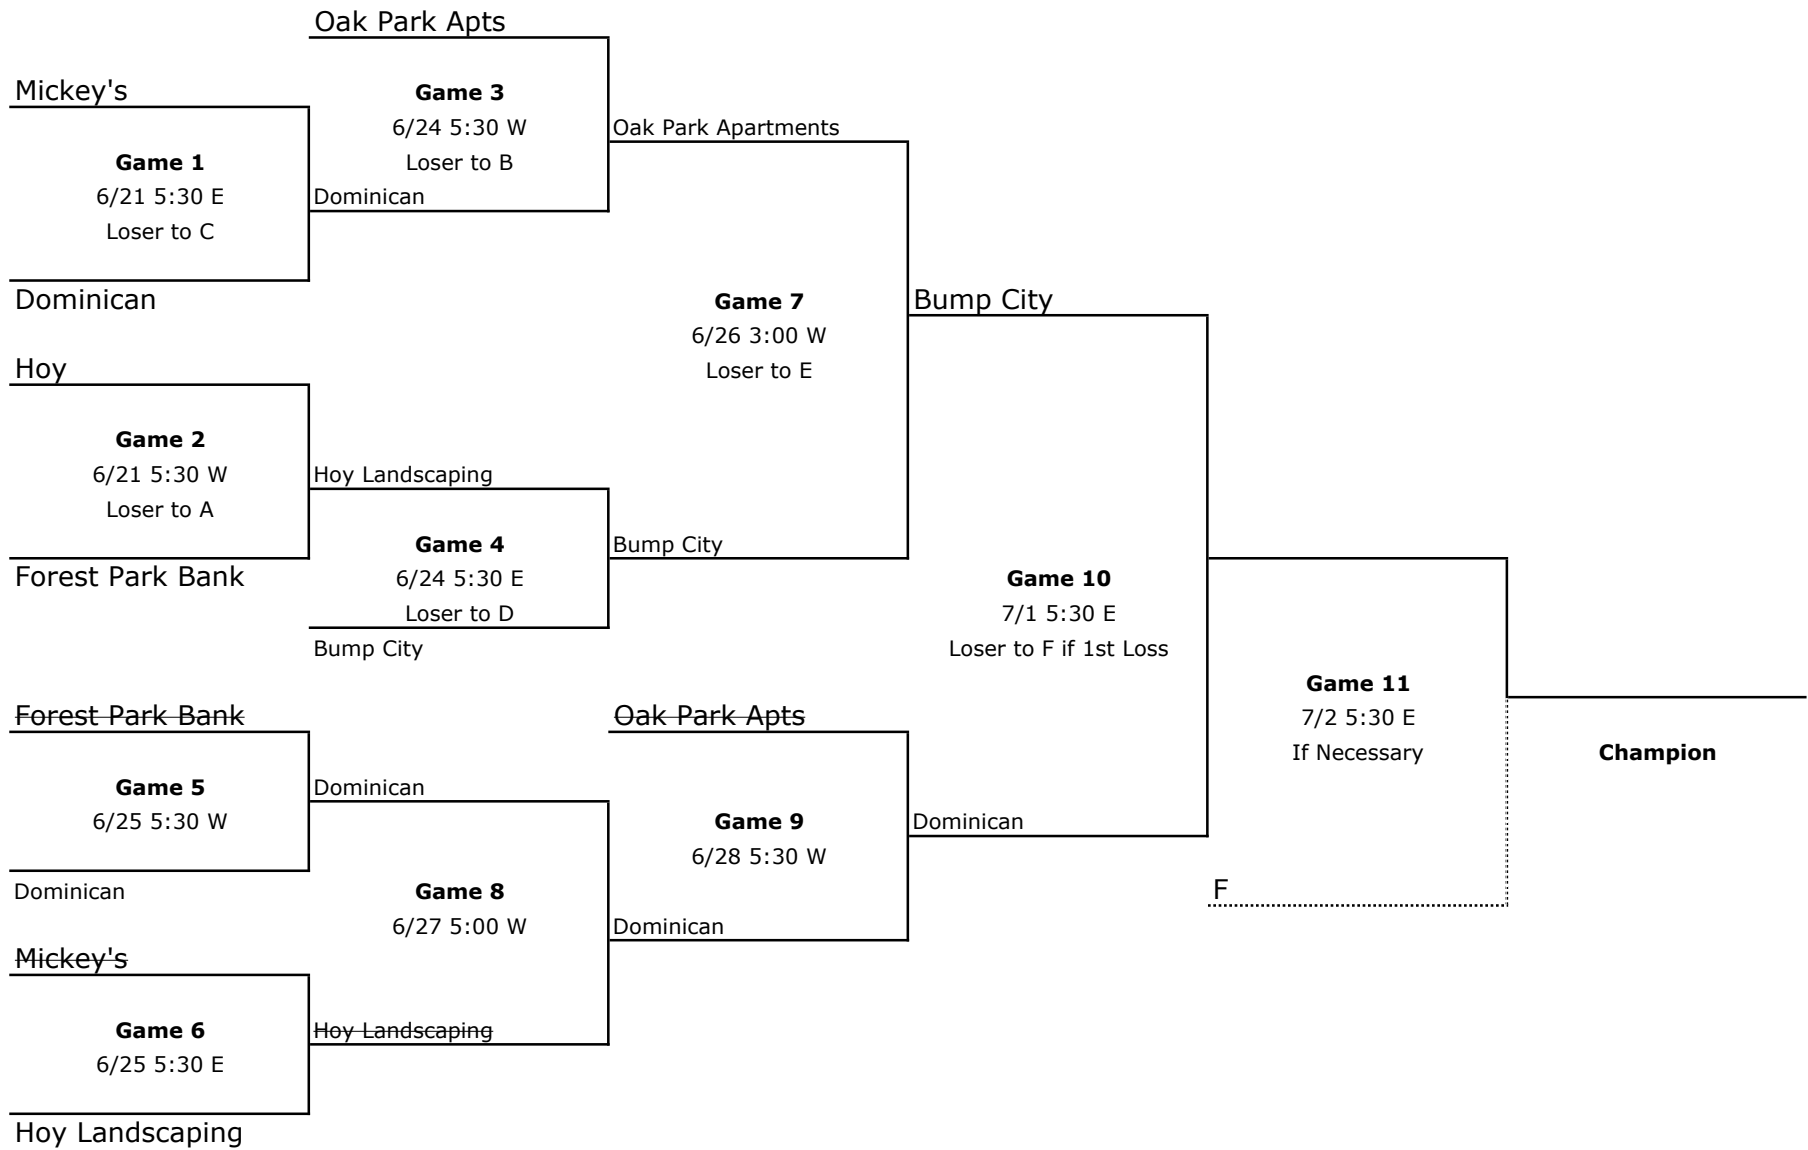 Oak Park Apts
Mickey's
Game 3
6/24 5:30 W
Loser to B
Oak Park Apartments
Game 1
6/21 5:30 E
Loser to C
Dominican
Dominican
Game 7
6/26 3:00 W
Loser to E
Bump City
Hoy
Game 2
6/21 5:30 W
Loser to A
Hoy Landscaping
Forest Park Bank
Game 4
6/24 5:30 E
Loser to D
Bump City
Bump City
Game 10
7/1 5:30 E
Loser to F if 1st Loss
Game 11
7/2 5:30 E
If Necessary
Champion
F
Forest Park Bank
Game 5
6/25 5:30 W
Dominican
Dominican
Oak Park Apts
Game 9
6/28 5:30 W
Dominican
Game 8
6/27 5:00 W
Dominican
Mickey's
Game 6
6/25 5:30 E
Hoy Landscaping
Hoy Landscaping